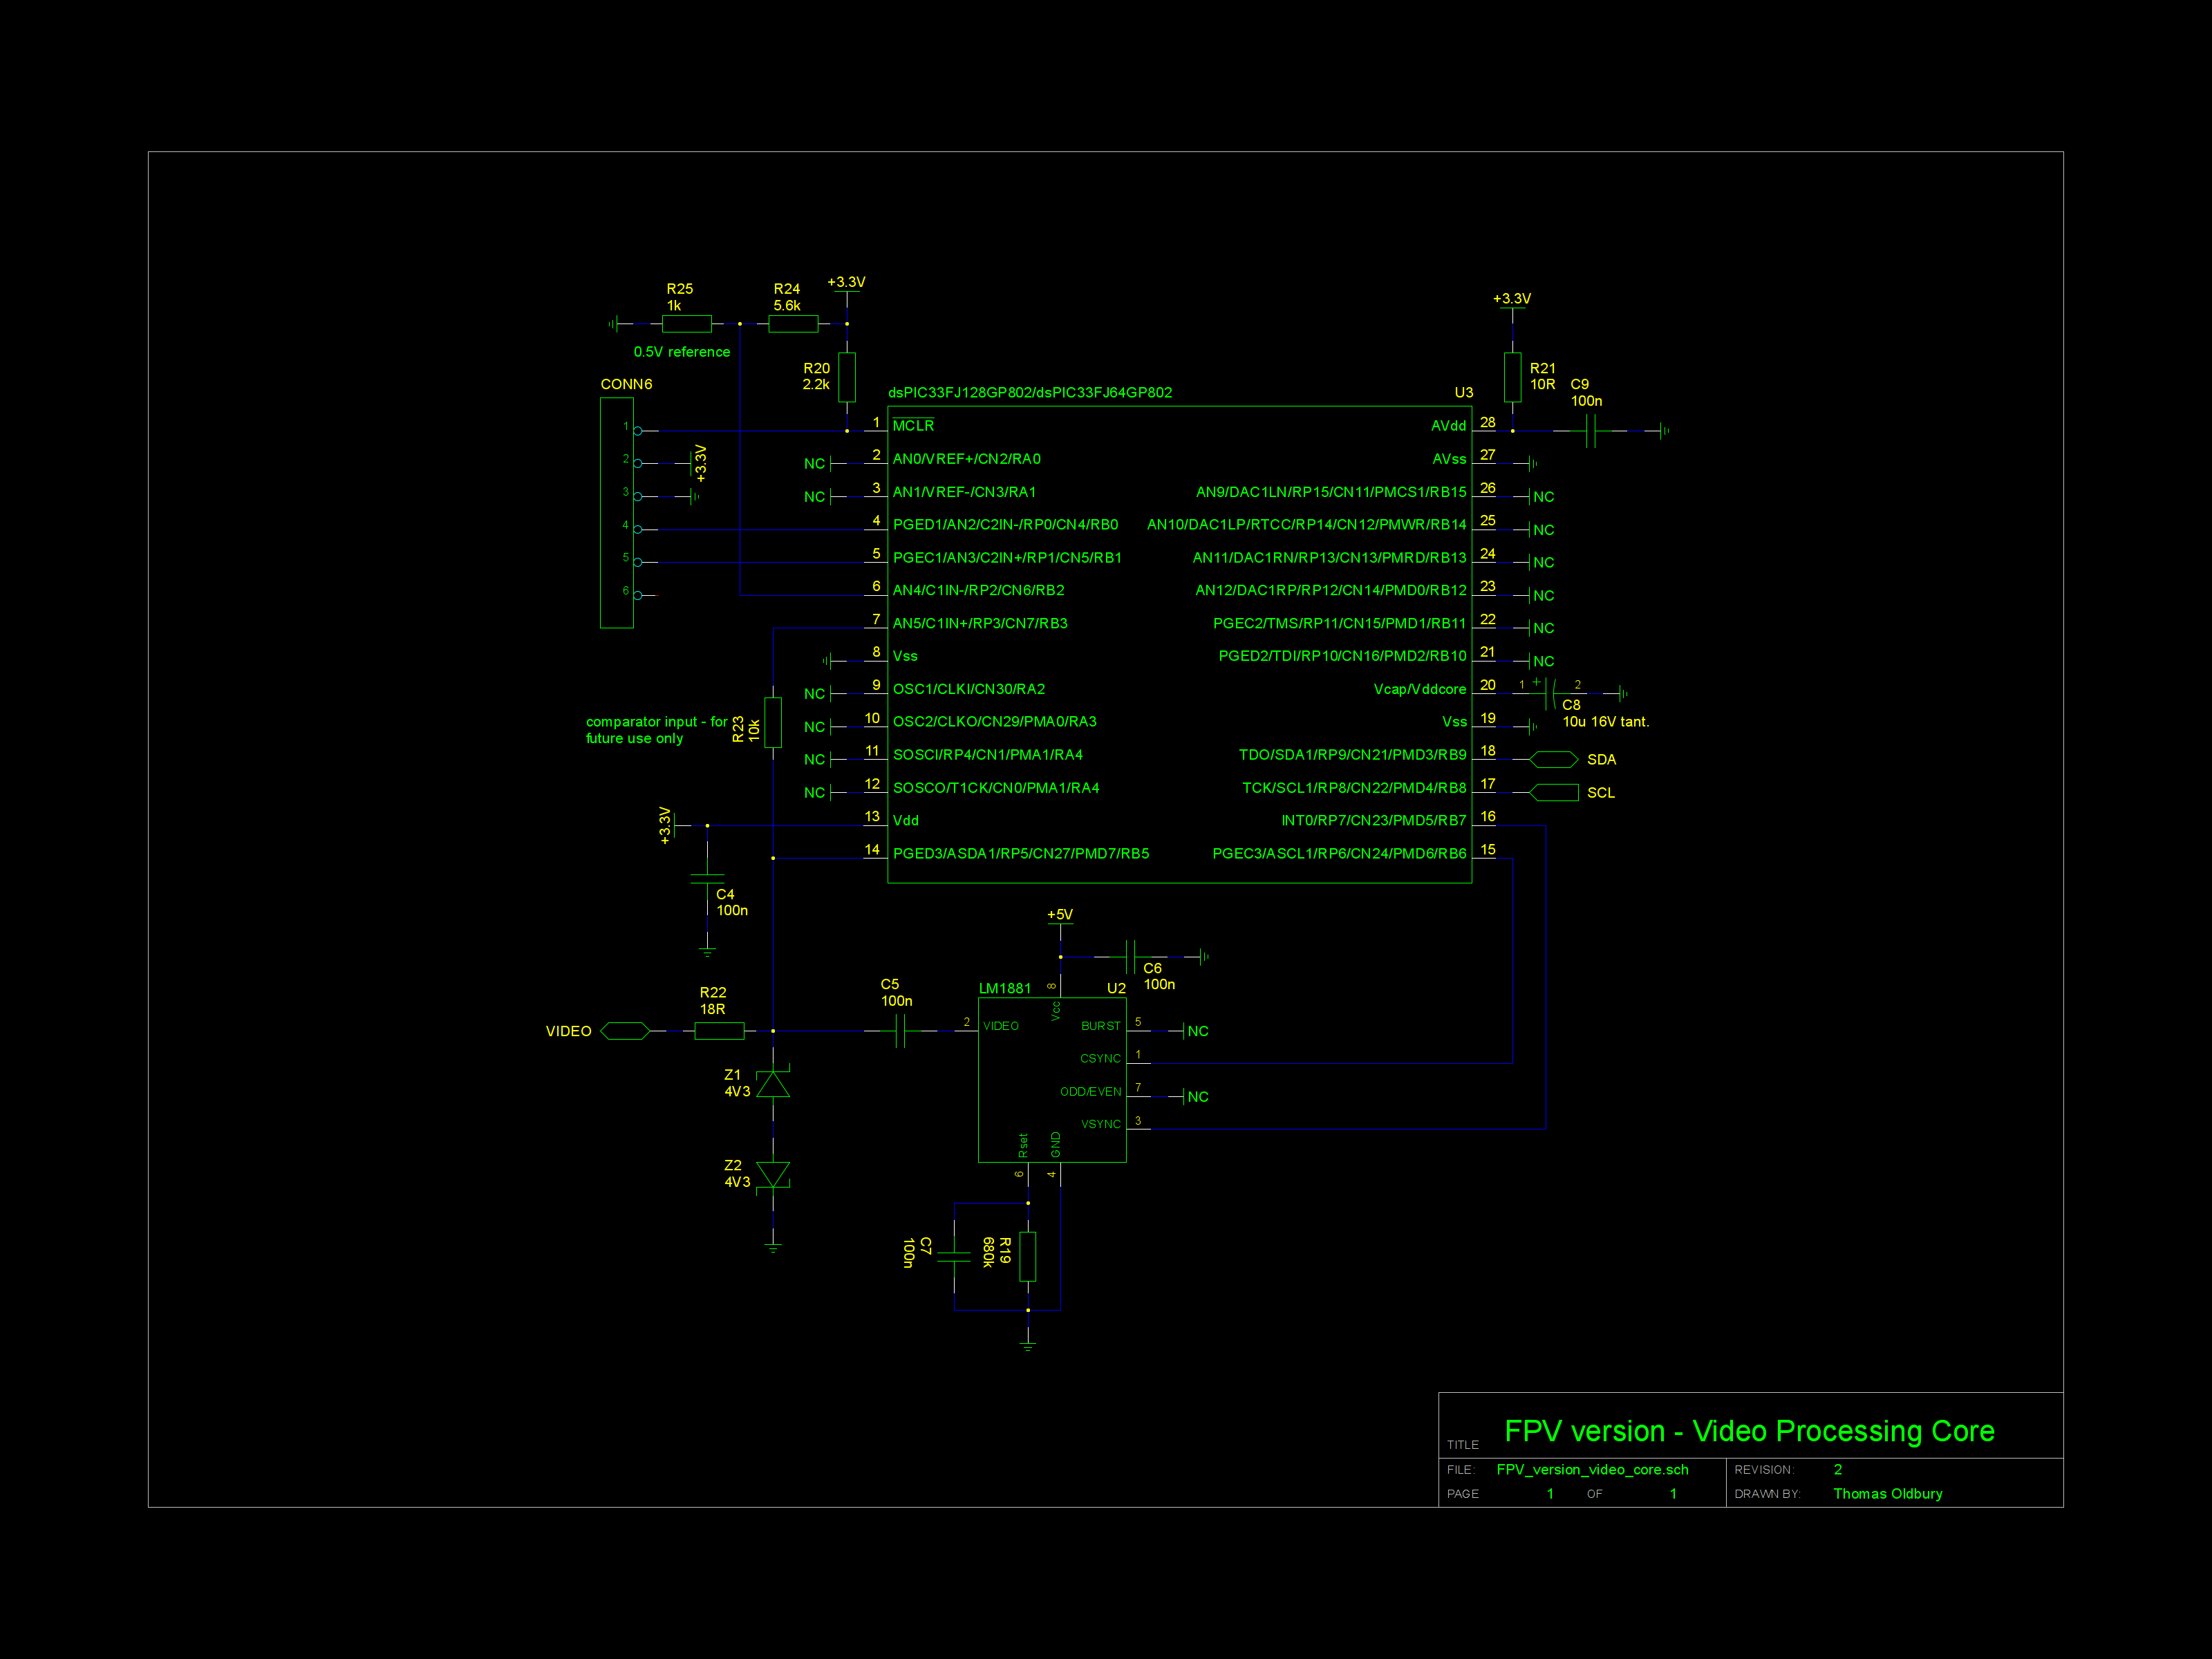 R25
1k
R24
5.6k
+3.3V
0.5V reference
R20
2.2k
+3.3V
R21
10R
C9
100n
CONN6
1
2
3
4
5
6
+3.3V
dsPIC33FJ128GP802/dsPIC33FJ64GP802
U3
1 MCLR
NC 2 AN0/VREF+/CN2/RA0
NC 3 AN1/VREF-/CN3/RA1
4 PGED1/AN2/C2IN-/RP0/CN4/RB0
5 PGEC1/AN3/C2IN+/RP1/CN5/RB1
6 AN4/C1IN-/RP2/CN6/RB2
7 AN5/C1IN+/RP3/CN7/RB3
8 Vss
NC 9 OSC1/CLKI/CN30/RA2
NC 10 OSC2/CLKO/CN29/PMA0/RA3
NC 11 SOSCI/RP4/CN1/PMA1/RA4
NC 12 SOSCO/T1CK/CN0/PMA1/RA4
13 Vdd
14 PGED3/ASDA1/RP5/CN27/PMD7/RB5
AVdd 28
AVss 27
AN9/DAC1LN/RP15/CN11/PMCS1/RB15 26 NC
AN10/DAC1LP/RTCC/RP14/CN12/PMWR/RB14 25 NC
AN11/DAC1RN/RP13/CN13/PMRD/RB13 24 NC
AN12/DAC1RP/RP12/CN14/PMD0/RB12 23 NC
PGEC2/TMS/RP11/CN15/PMD1/RB11 22 NC
PGED2/TDI/RP10/CN16/PMD2/RB10 21 NC
Vcap/Vddcore 20 1 + 2
C8
10u 16V tant.
Vss 19
TDO/SDA1/RP9/CN21/PMD3/RB9 18 SDA
TCK/SCL1/RP8/CN22/PMD4/RB8 17 SCL
INT0/RP7/CN23/PMD5/RB7 16
PGEC3/ASCL1/RP6/CN24/PMD6/RB6 15
comparator input - for
future use only
R23
10k
+3.3V
C4
100n
+5V
C6
100n
LM1881
U2
VIDEO
R22
18R
C5
100n
2 VIDEO
8
Vcc
BURST 5 NC
CSYNC 1
ODD/EVEN 7 NC
VSYNC 3
Rset
GND
6
4
Z1
4V3
Z2
4V3
C7
100n
R19
680k
TITLE FPV version - Video Processing Core
FILE: FPV_version_video_core.sch
REVISION: 2
PAGE 1 OF 1
DRAWN BY: Thomas Oldbury